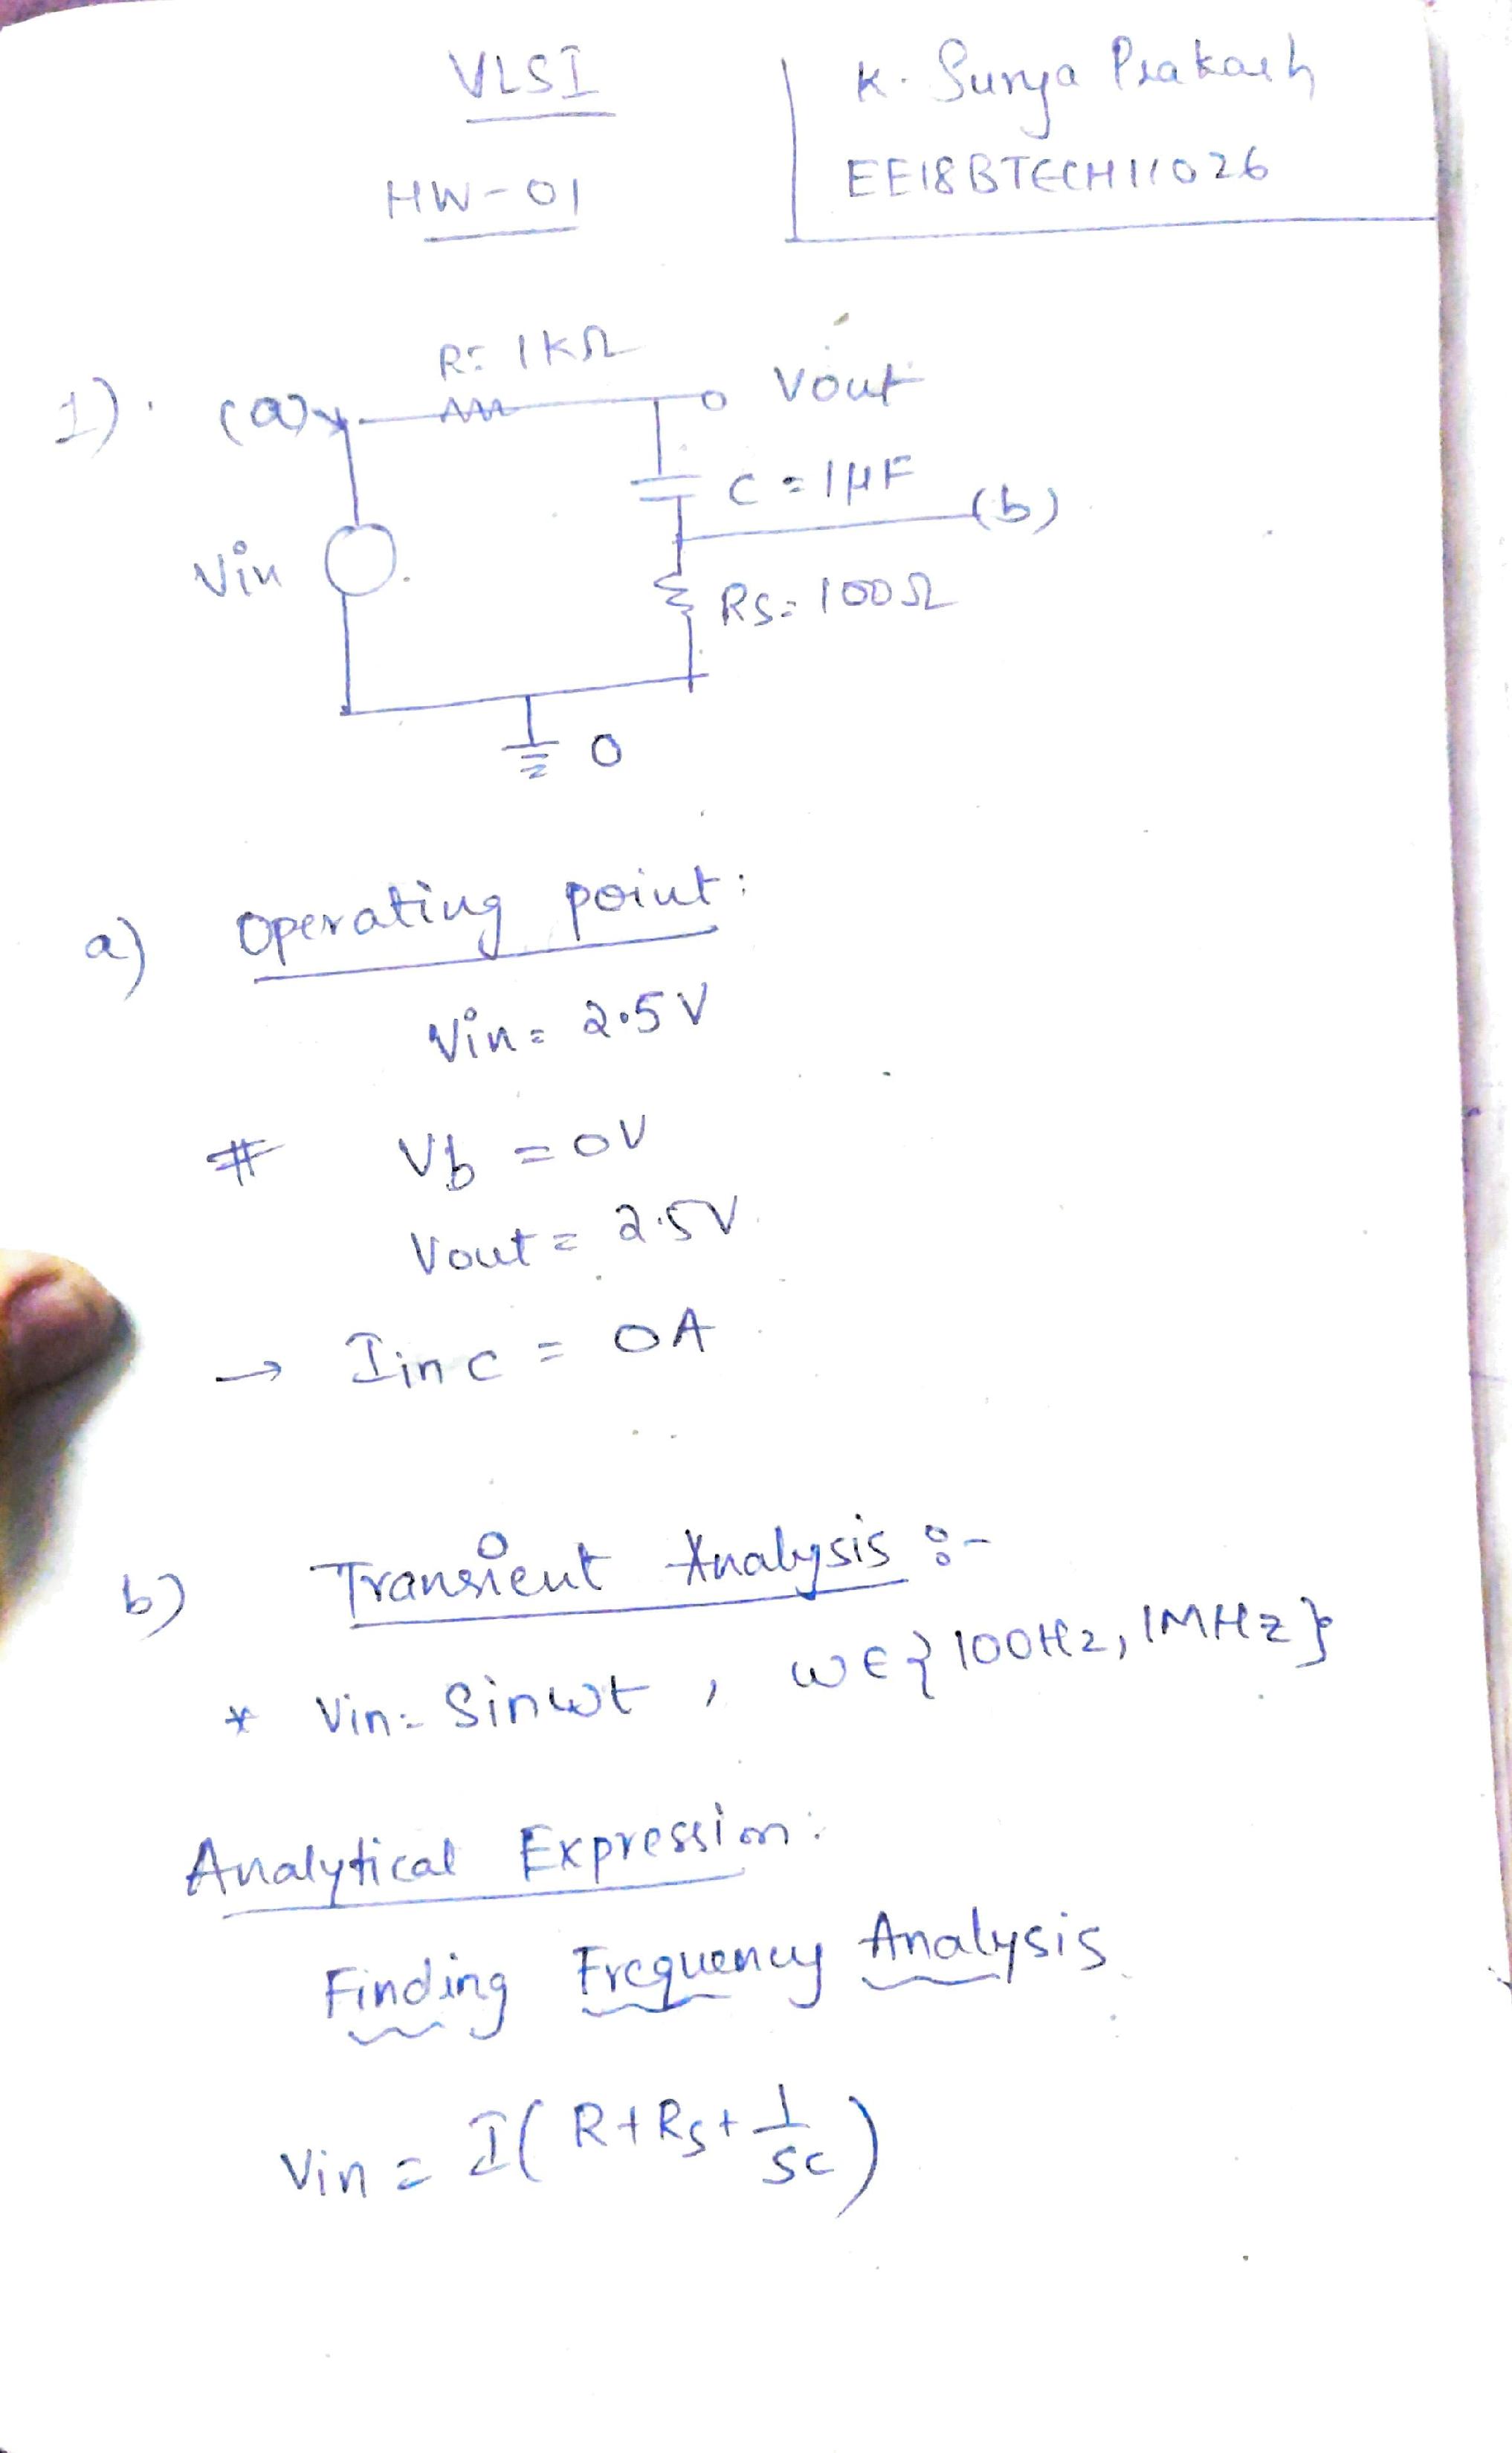 VLSI
HW-01
K. Surya Prakash
EE18BTECH11026
1). (a)
R= 1KΩ
Vout
C = 1μF
(b)
Vin
RS= 100Ω
0
a) Operating point:
Vin= 2.5V
# Vb = 0V
Vout= 2.5V
→ I in c = 0A
b) Transient Analysis :-
* Vin= Sinωt , ω∈{100Hz, 1MHz}
Analytical Expression:
Finding Frequency Analysis
Vin = I( R+Rs+ 1/sc )